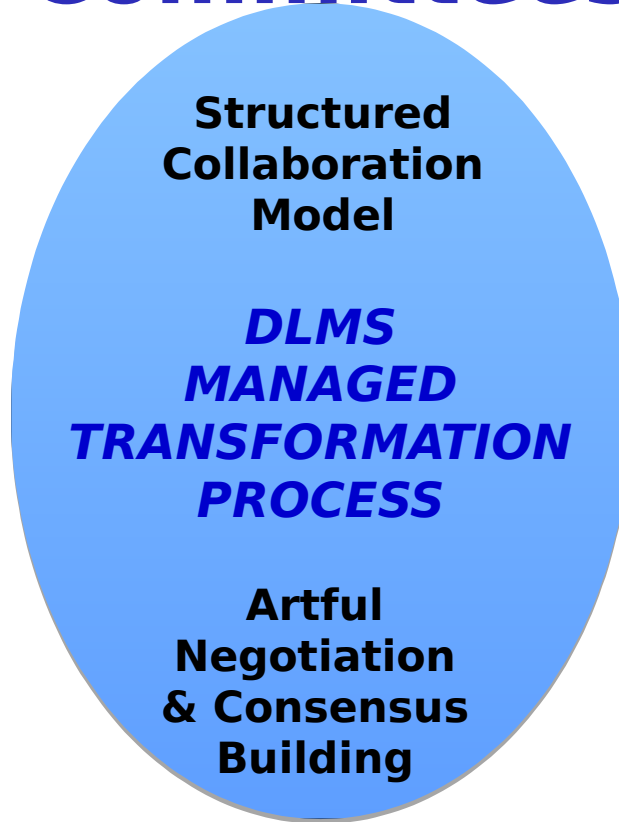 Structured
Collaboration
Model
DLMS
MANAGED
TRANSFORMATION
PROCESS
Artful
Negotiation
& Consensus
Building